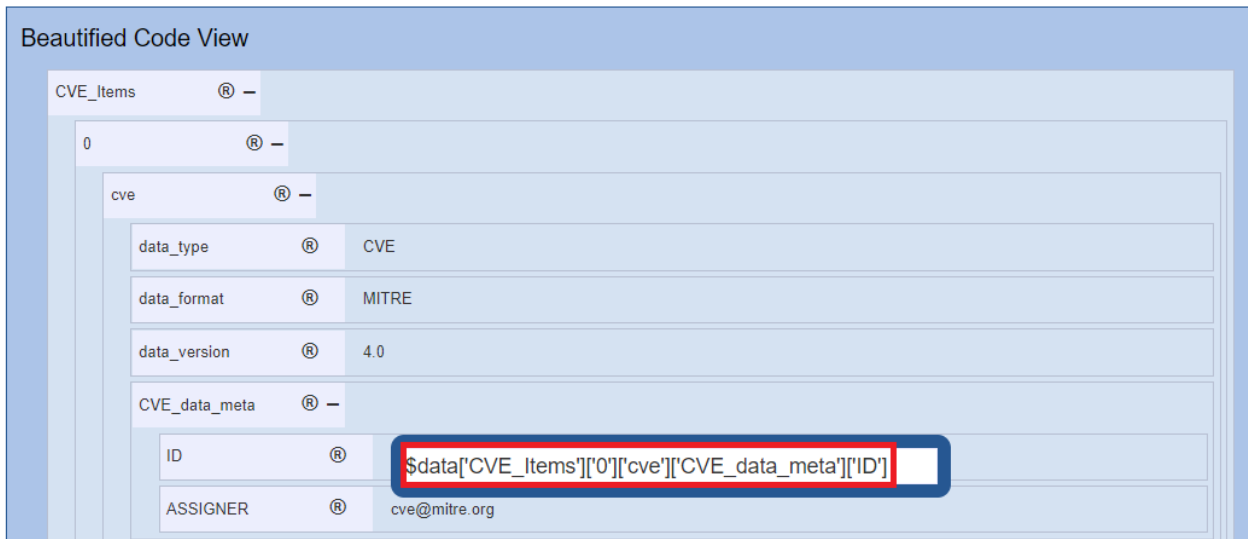 Beautified Code View
CVE_Items ® −
0 ® −
cve ® −
data_type ® CVE
data_format ® MITRE
data_version ® 4.0
CVE_data_meta ® −
ID ® $data['CVE_Items']['0']['cve']['CVE_data_meta']['ID']
ASSIGNER ® cve@mitre.org